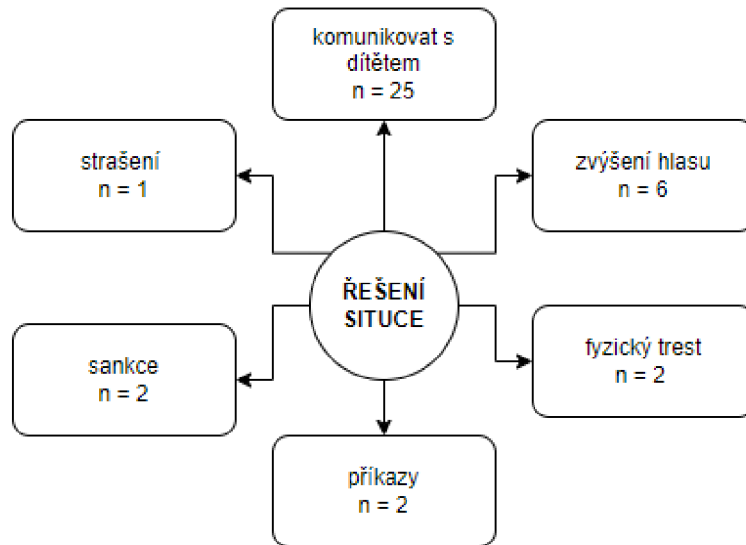 komunikovat s
dítětem
n = 25
strašení
n = 1
zvýšení hlasu
n = 6
ŘEŠENÍ
SITUCE
sankce
n = 2
fyzický trest
n = 2
příkazy
n = 2